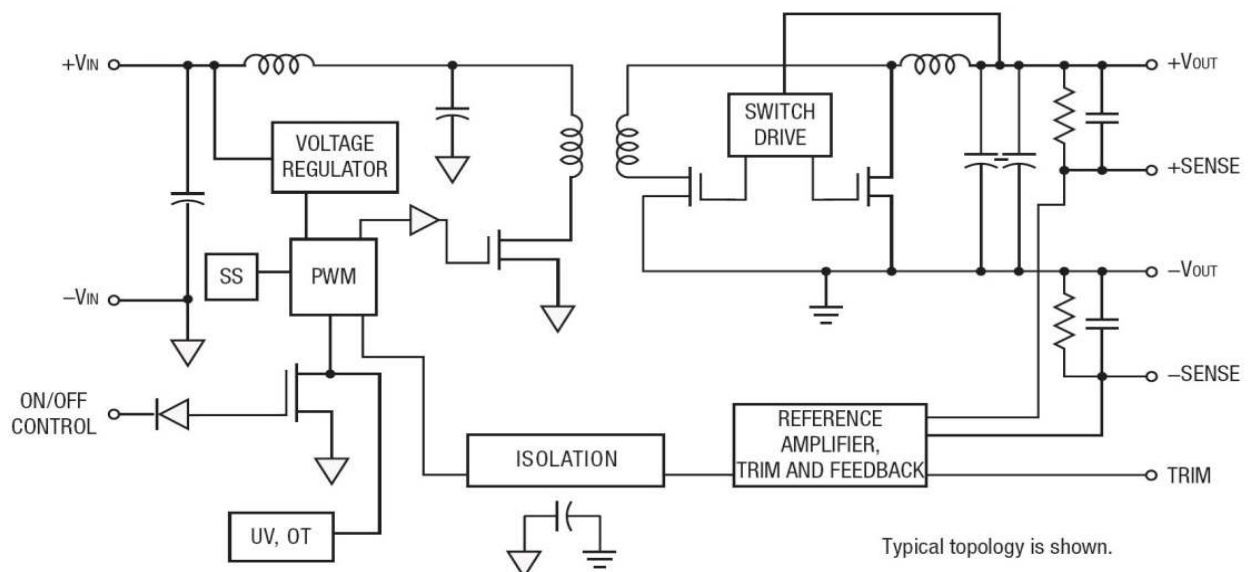 +VIN
VOLTAGE
REGULATOR
SWITCH
DRIVE
+VOUT
+SENSE
SS
PWM
−VIN
−VOUT
ON/OFF
CONTROL
−SENSE
ISOLATION
REFERENCE
AMPLIFIER,
TRIM AND FEEDBACK
TRIM
UV, OT
Typical topology is shown.